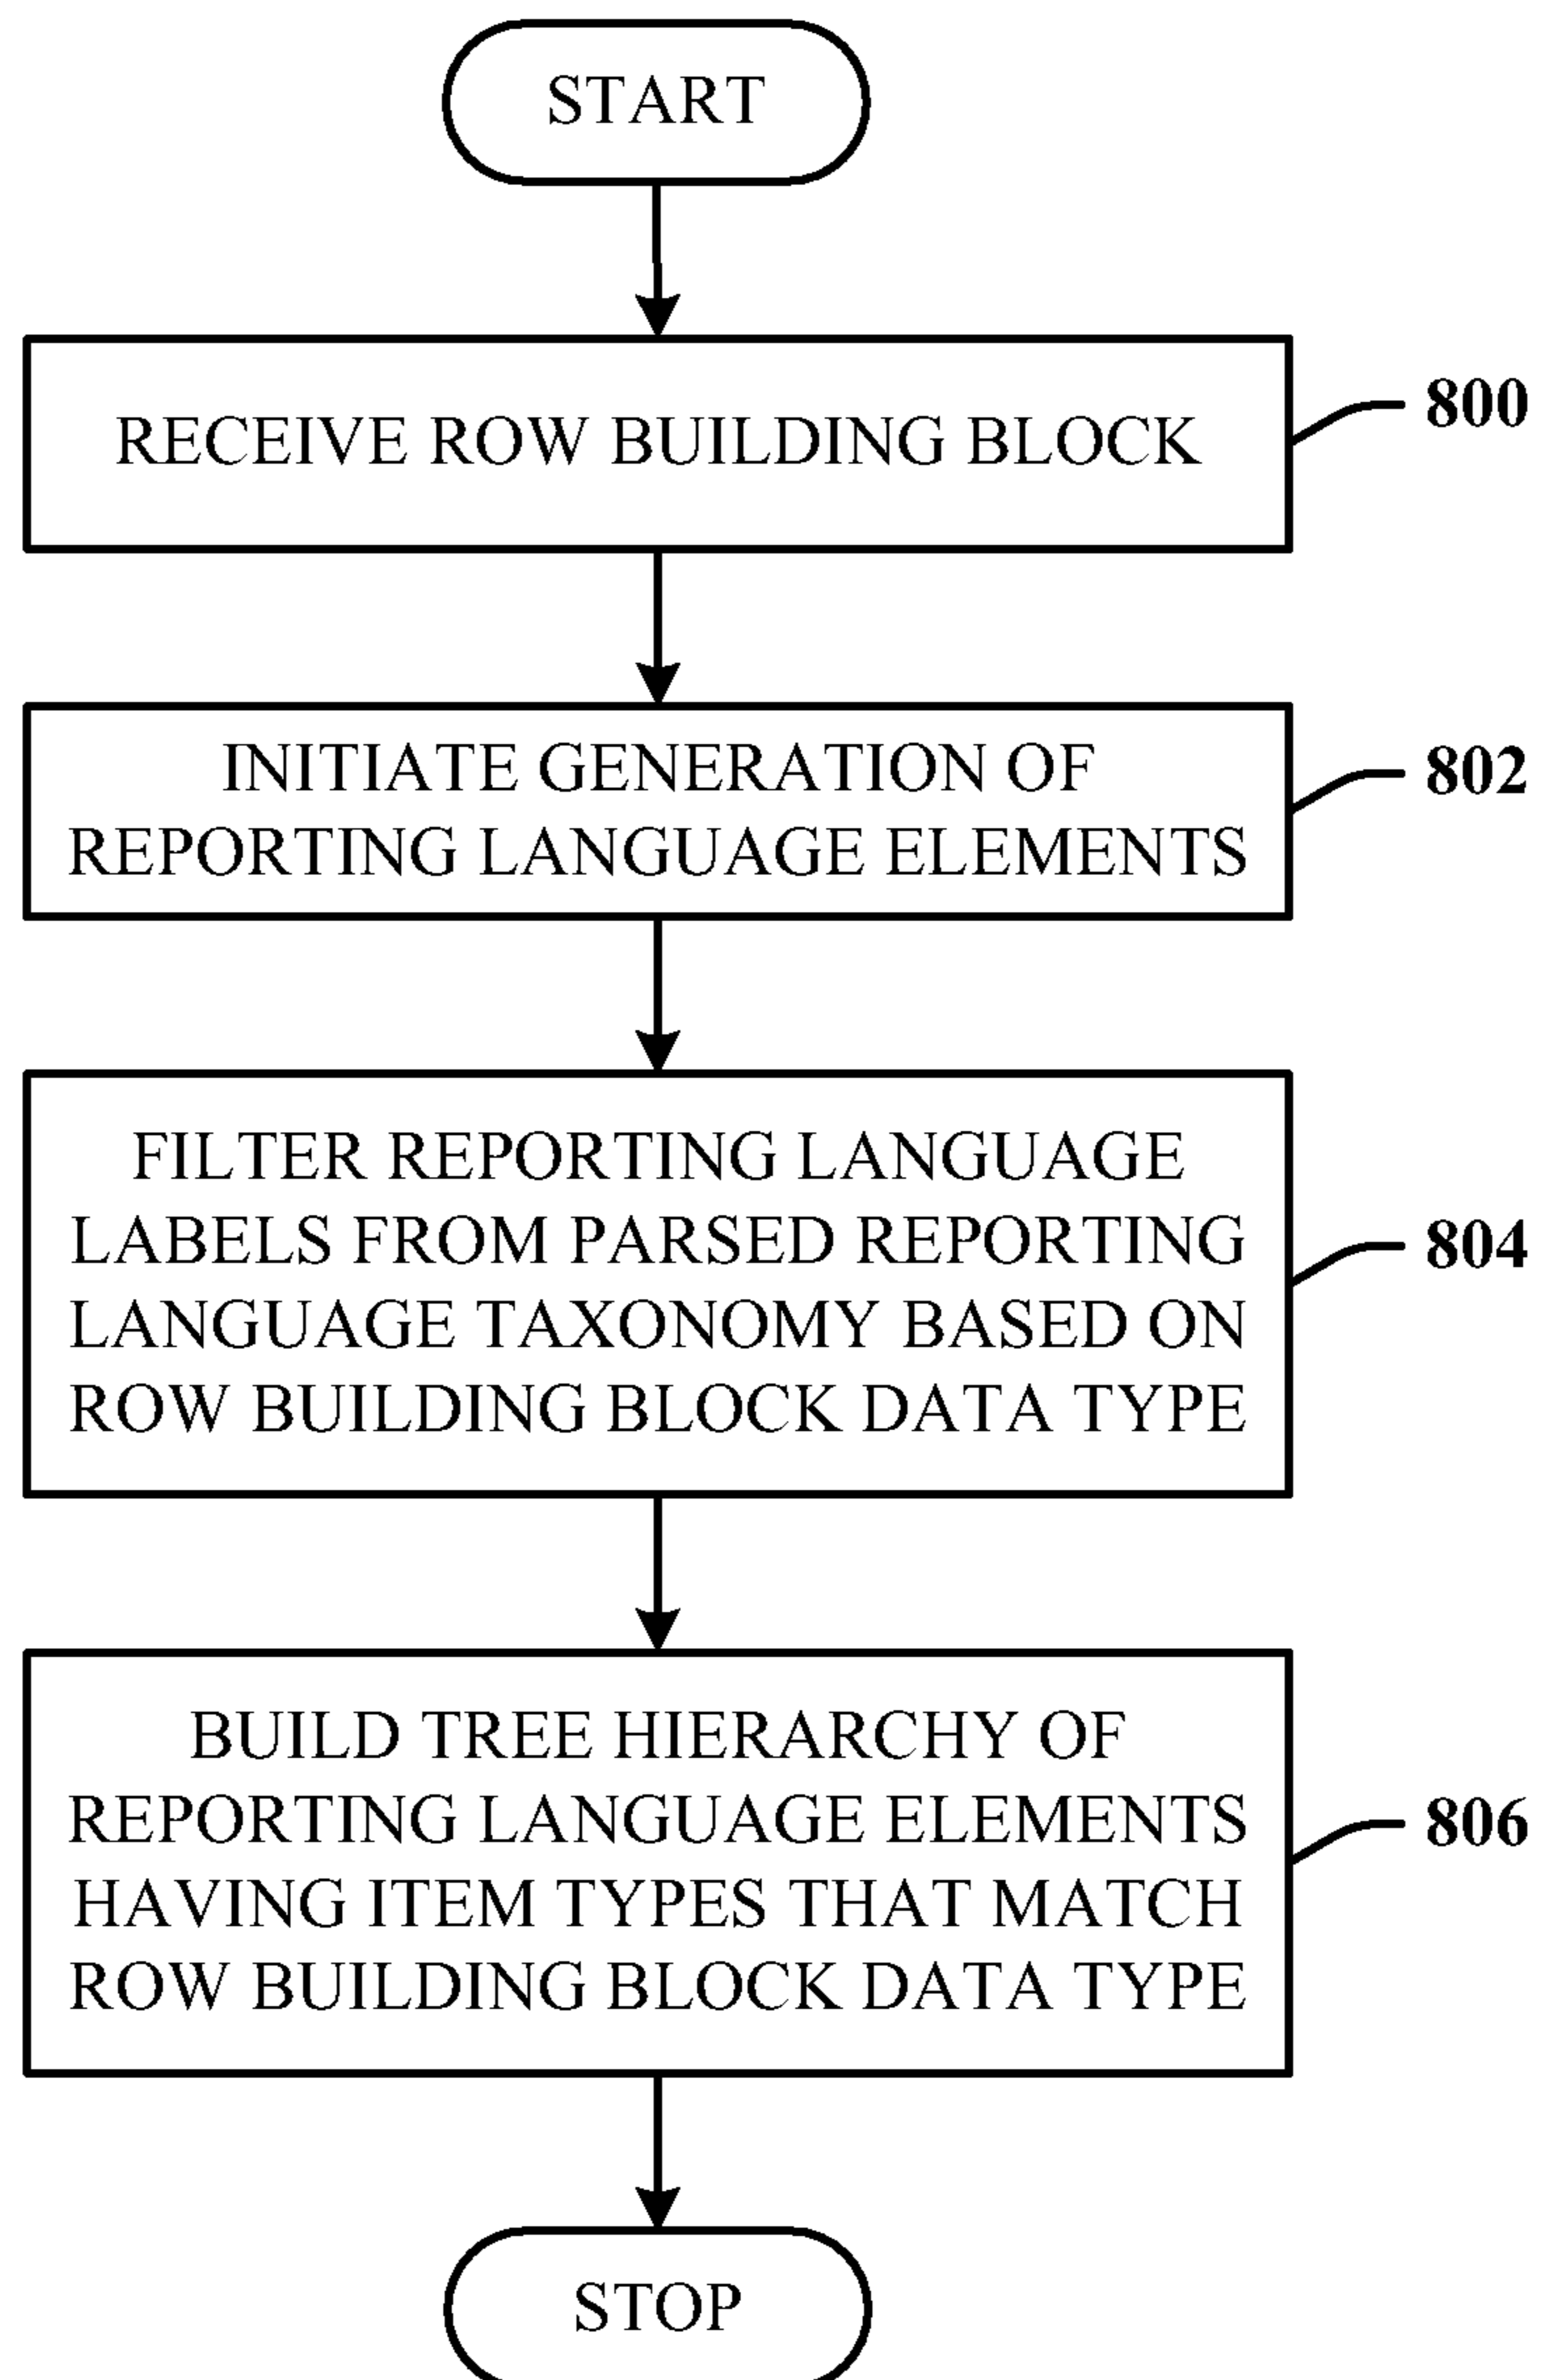 START
RECEIVE ROW BUILDING BLOCK
800
INITIATE GENERATION OF
REPORTING LANGUAGE ELEMENTS
802
FILTER REPORTING LANGUAGE
LABELS FROM PARSED REPORTING
LANGUAGE TAXONOMY BASED ON
ROW BUILDING BLOCK DATA TYPE
804
BUILD TREE HIERARCHY OF
REPORTING LANGUAGE ELEMENTS
HAVING ITEM TYPES THAT MATCH
ROW BUILDING BLOCK DATA TYPE
806
STOP